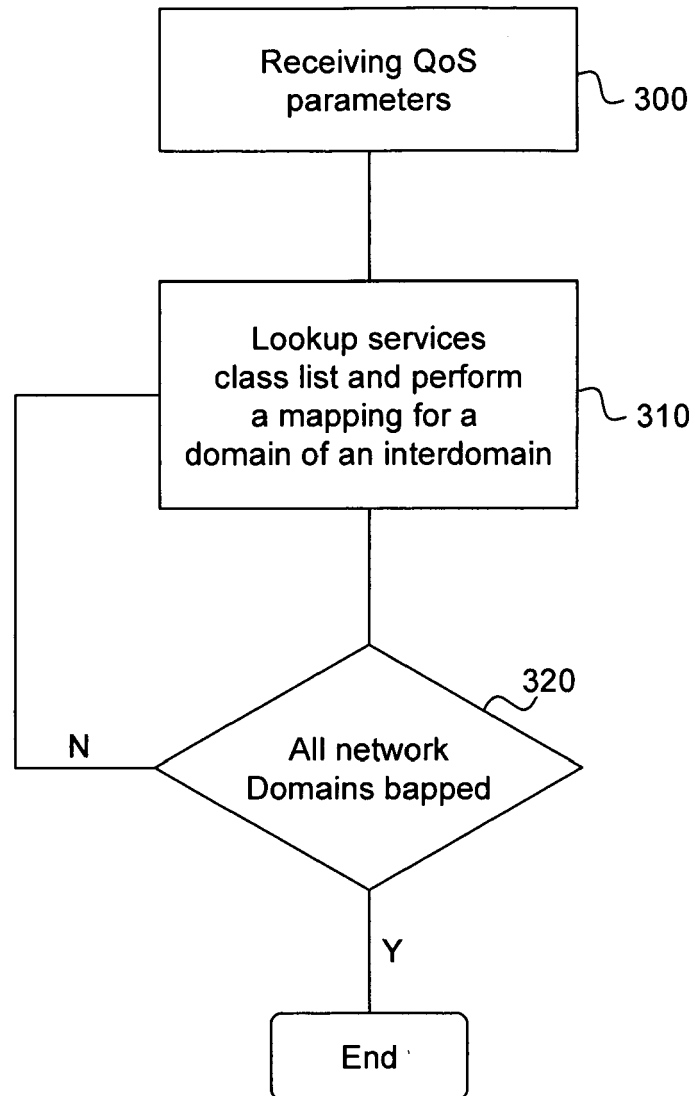 Receiving QoS
parameters
300
Lookup services
class list and perform
a mapping for a
domain of an interdomain
310
320
All network
Domains bapped
N
Y
End